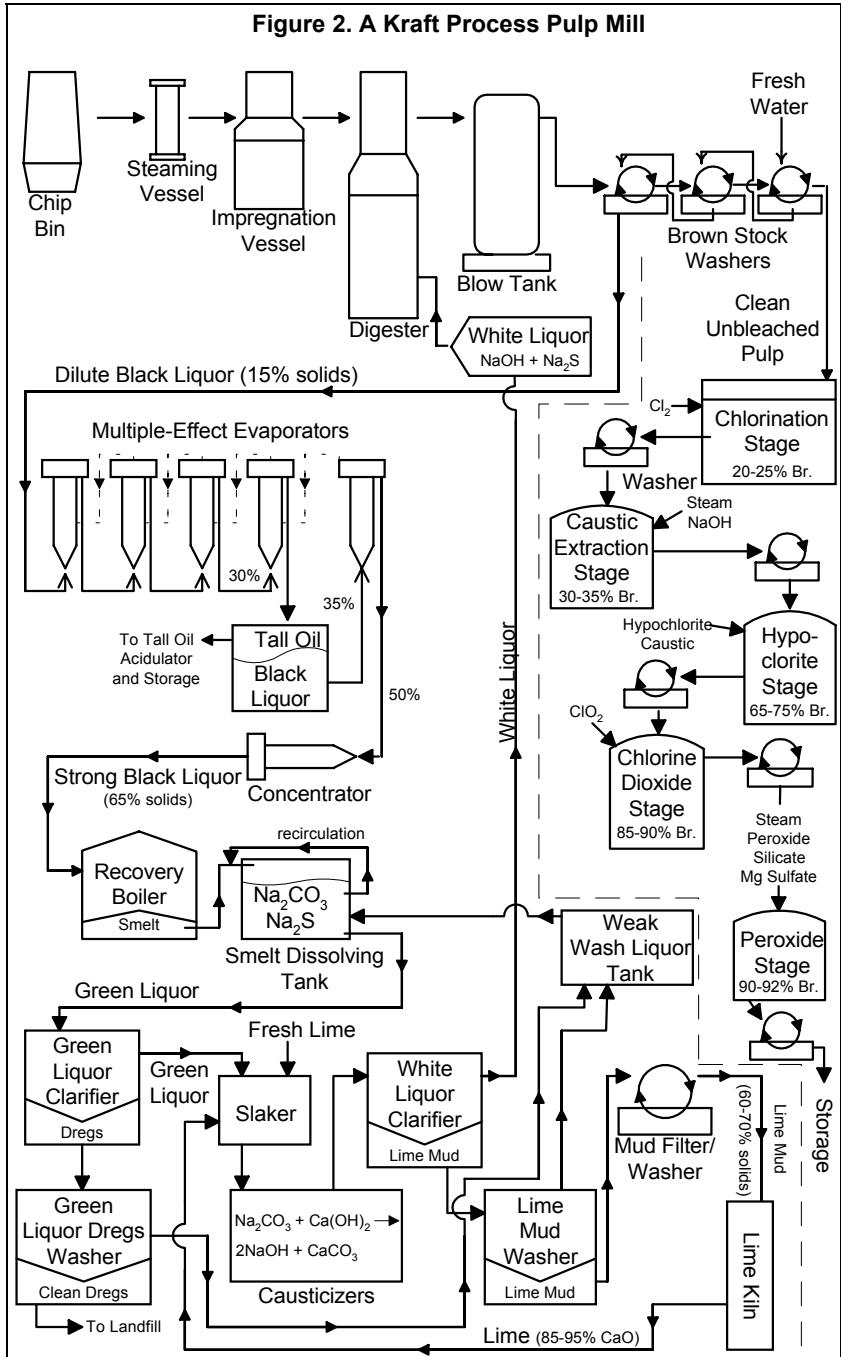 Figure 2. A Kraft Process Pulp Mill
Chip
Bin
Steaming
Vessel
Impregnation
Vessel
Digester
Blow Tank
Fresh
Water
Brown Stock
Washers
White Liquor
NaOH + Na₂S
Clean
Unbleached
Pulp
Dilute Black Liquor (15% solids)
Multiple-Effect Evaporators
30%
35%
50%
To Tall Oil
Acidulator
and Storage
Tall Oil
Black
Liquor
White Liquor
Cl₂
Chlorination
Stage
20-25% Br.
Washer
Steam
NaOH
Caustic
Extraction
Stage
30-35% Br.
Hypochlorite
Caustic
Hypo-
clorite
Stage
65-75% Br.
ClO₂
Chlorine
Dioxide
Stage
85-90% Br.
Steam
Peroxide
Silicate
Mg Sulfate
Peroxide
Stage
90-92% Br.
Storage
Strong Black Liquor
(65% solids)
Concentrator
Recovery
Boiler
Smelt
recirculation
Na₂CO₃
Na₂S
Smelt Dissolving
Tank
Weak
Wash Liquor
Tank
Green Liquor
Green
Liquor
Clarifier
Dregs
Green
Liquor
Fresh Lime
Slaker
White
Liquor
Clarifier
Lime Mud
Mud Filter/
Washer
Lime Mud
(60-70% solids)
Green
Liquor Dregs
Washer
Clean Dregs
To Landfill
Na₂CO₃ + Ca(OH)₂ →
2NaOH + CaCO₃
Causticizers
Lime
Mud
Washer
Lime Mud
Lime Kiln
Lime (85-95% CaO)